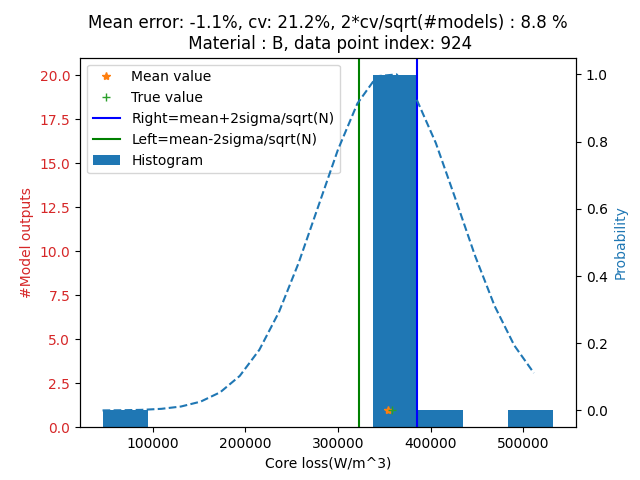 Mean error: -1.1%, cv: 21.2%, 2*cv/sqrt(#models) : 8.8 %
Material : B, data point index: 924
Mean value
True value
Right=mean+2sigma/sqrt(N)
Left=mean-2sigma/sqrt(N)
Histogram
#Model outputs
20.0
17.5
15.0
12.5
10.0
7.5
5.0
2.5
0.0
1.0
0.8
0.6
0.4
0.2
0.0
Probability
100000 200000 300000 400000 500000
Core loss(W/m^3)